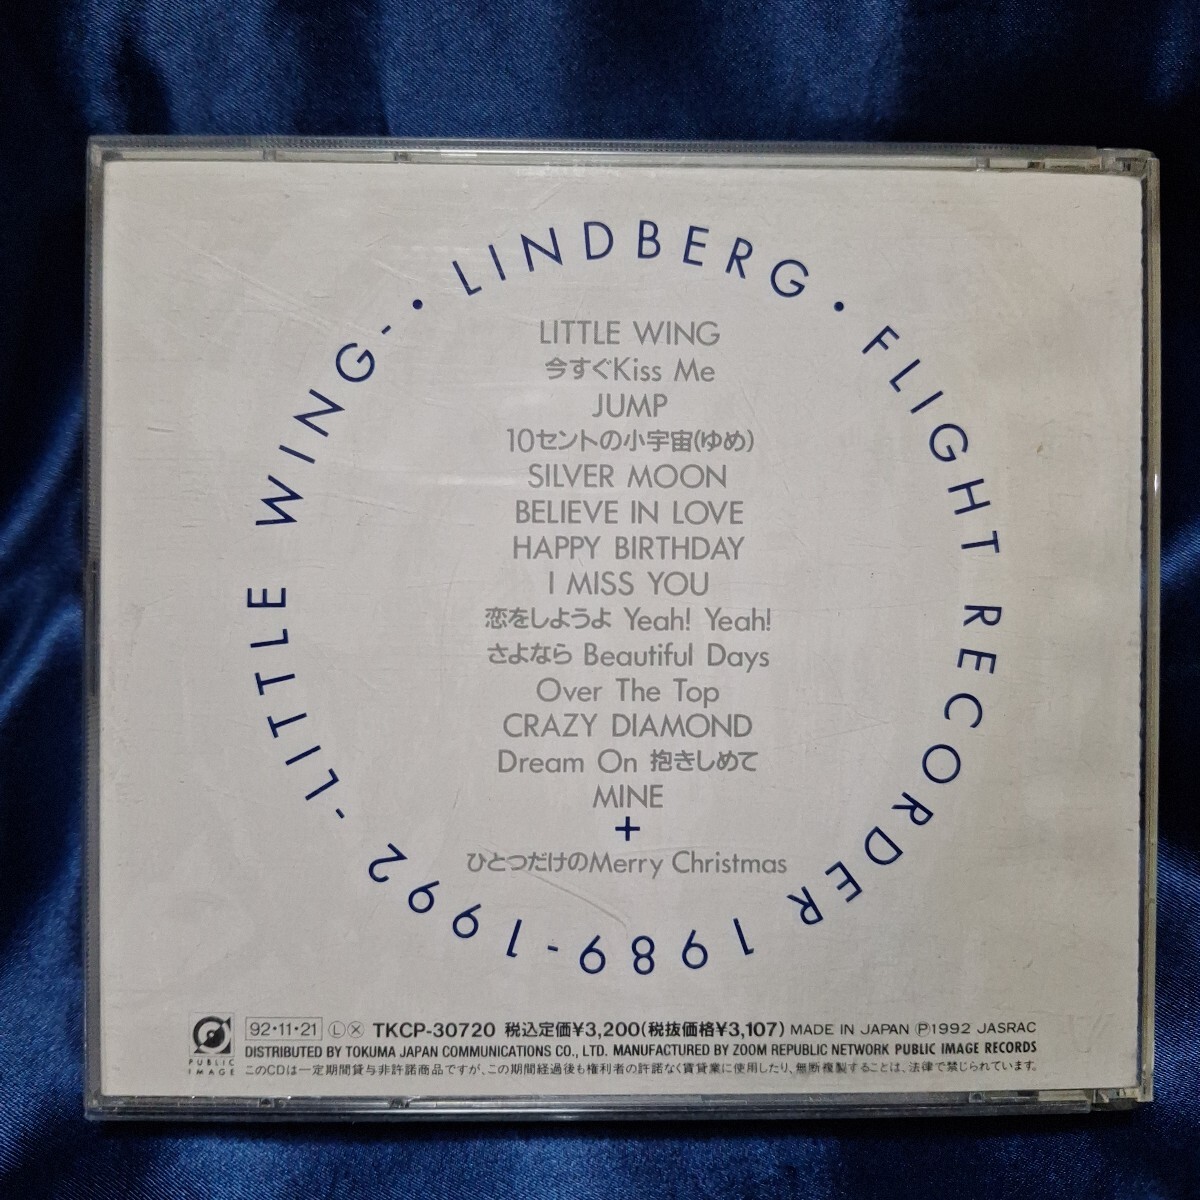 • LINDBERG • FLIGHT RECORDER 1989-1992 -LITTLE WING-
LITTLE WING
今すぐKiss Me
JUMP
10セントの小宇宙(ゆめ)
SILVER MOON
BELIEVE IN LOVE
HAPPY BIRTHDAY
I MISS YOU
恋をしようよ Yeah! Yeah!
さよなら Beautiful Days
Over The Top
CRAZY DIAMOND
Dream On 抱きしめて
MINE
+
ひとつだけのMerry Christmas
PUBLIC IMAGE
92・11・21 Ⓛ Ⓧ TKCP-30720 税込定価¥3,200(税抜価格¥3,107) MADE IN JAPAN Ⓟ1992 JASRAC
DISTRIBUTED BY TOKUMA JAPAN COMMUNICATIONS CO., LTD. MANUFACTURED BY ZOOM REPUBLIC NETWORK PUBLIC IMAGE RECORDS
このCDは一定期間貸与非許諾商品ですが、この期間経過後も権利者の許諾なく賃貸業に使用したり、無断複製することは、法律で禁じられています。